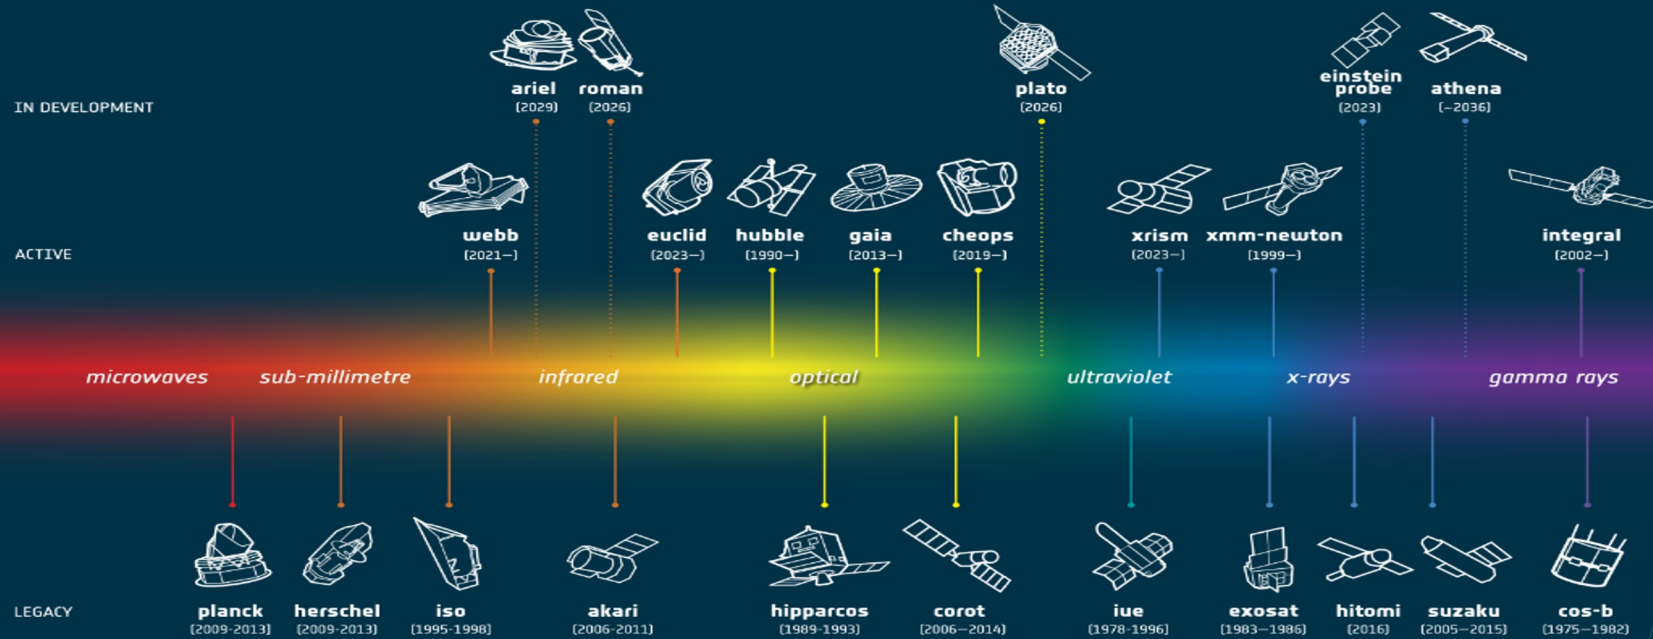 ariel roman plato einstein
probe athena
IN DEVELOPMENT (2029) (2026) (2026) (2023) (~2036)
webb euclid hubble gaia cheops xrism xmm-newton integral
ACTIVE (2021–) (2023–) (1990–) (2013–) (2019–) (2023–) (1999–) (2002–)
microwaves sub-millimetre infrared optical ultraviolet x-rays gamma rays
LEGACY planck herschel iso akari hipparcos corot iue exosat hitomi suzaku cos-b
(2009-2013) (2009-2013) (1995-1998) (2006-2011) (1989-1993) (2006–2014) (1978-1996) (1983–1986) (2016) (2005–2015) (1975–1982)